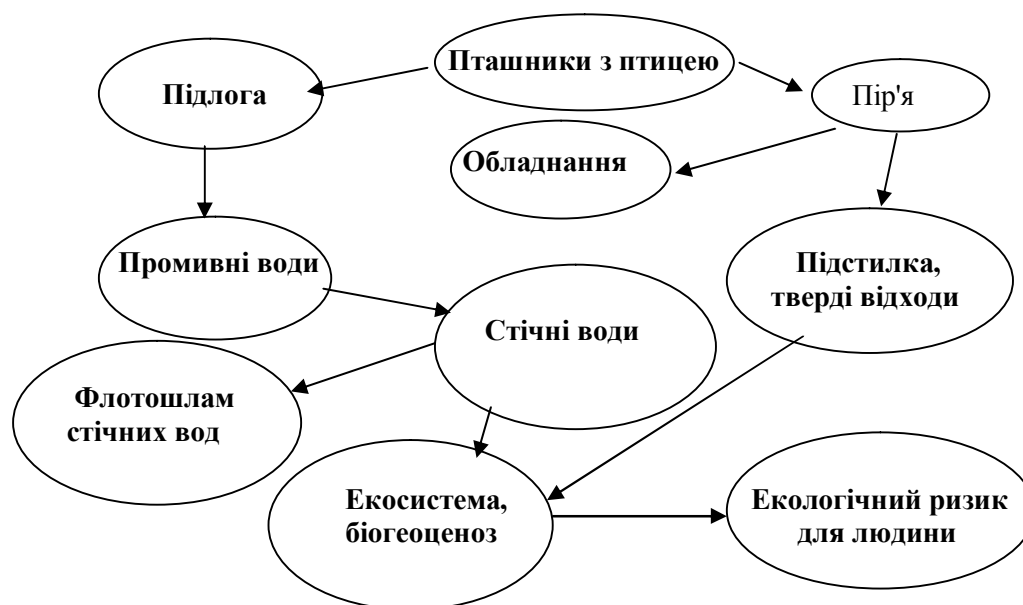 Пташники з птицею
Підлога
Пір'я
Обладнання
Промивні води
Підстилка,
тверді відходи
Стічні води
Флотошлам
стічних вод
Екосистема,
біогеоценоз
Екологічний ризик
для людини